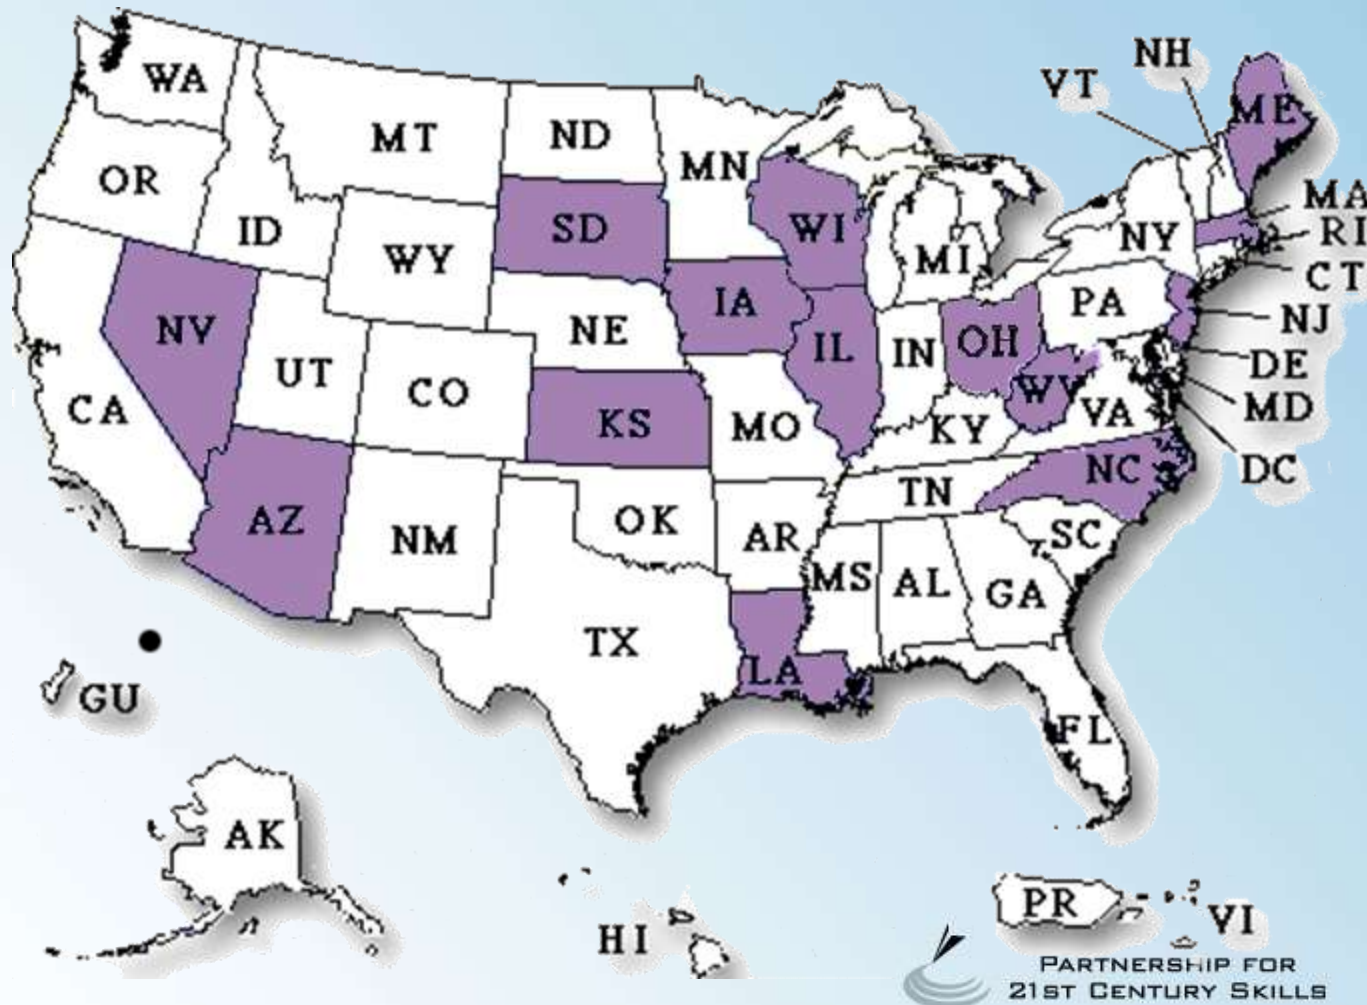 NH
VT
WA
ME
MT
ND
OR
MN
MA
ID
SD
WI
NY
RI
WY
MI
CT
IA
PA
NV
NE
NJ
IL
IN
OH
UT
DE
CO
WV
CA
KS
MO
KY
VA
MD
NC
DC
TN
AZ
OK
NM
AR
SC
MS
AL
GA
TX
LA
GU
FL
AK
PR
VI
HI
PARTNERSHIP FOR
21ST CENTURY SKILLS